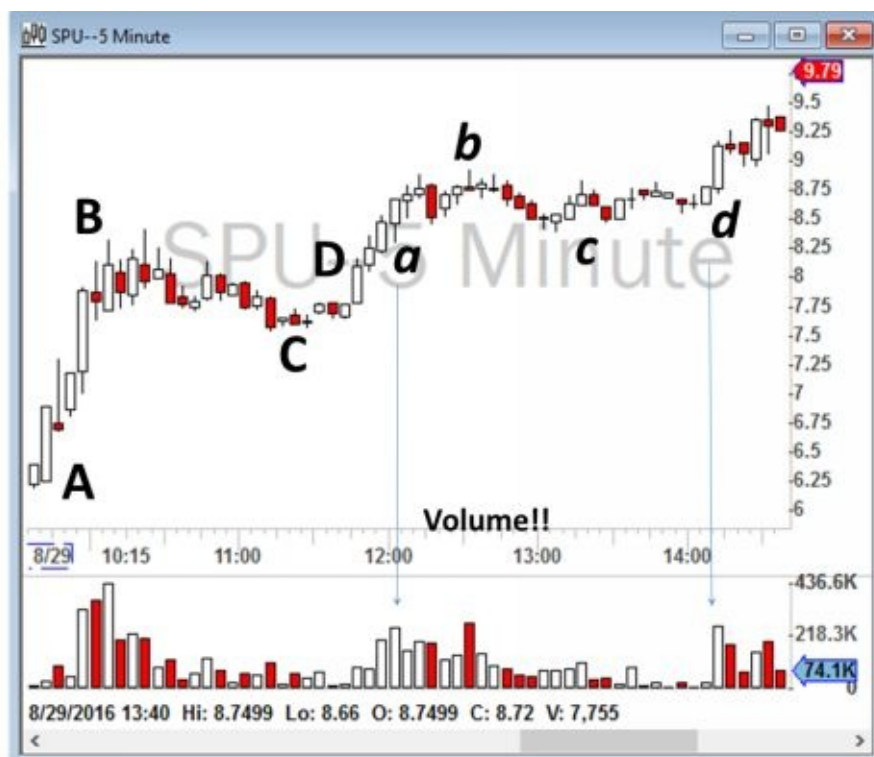 SPU--5 Minute
9.79
9.5
9.25
B
b
9
8.75
8.5
SPU--5 Minute
D
a
c
d
8.25
8
7.75
C
7.5
7.25
7
6.75
A
6.5
6.25
6
Volume!!
8/29 10:15 11:00 12:00 13:00 14:00
436.6K
218.3K
74.1K
0
8/29/2016 13:40 Hi: 8.7499 Lo: 8.66 O: 8.7499 C: 8.72 V: 7,755